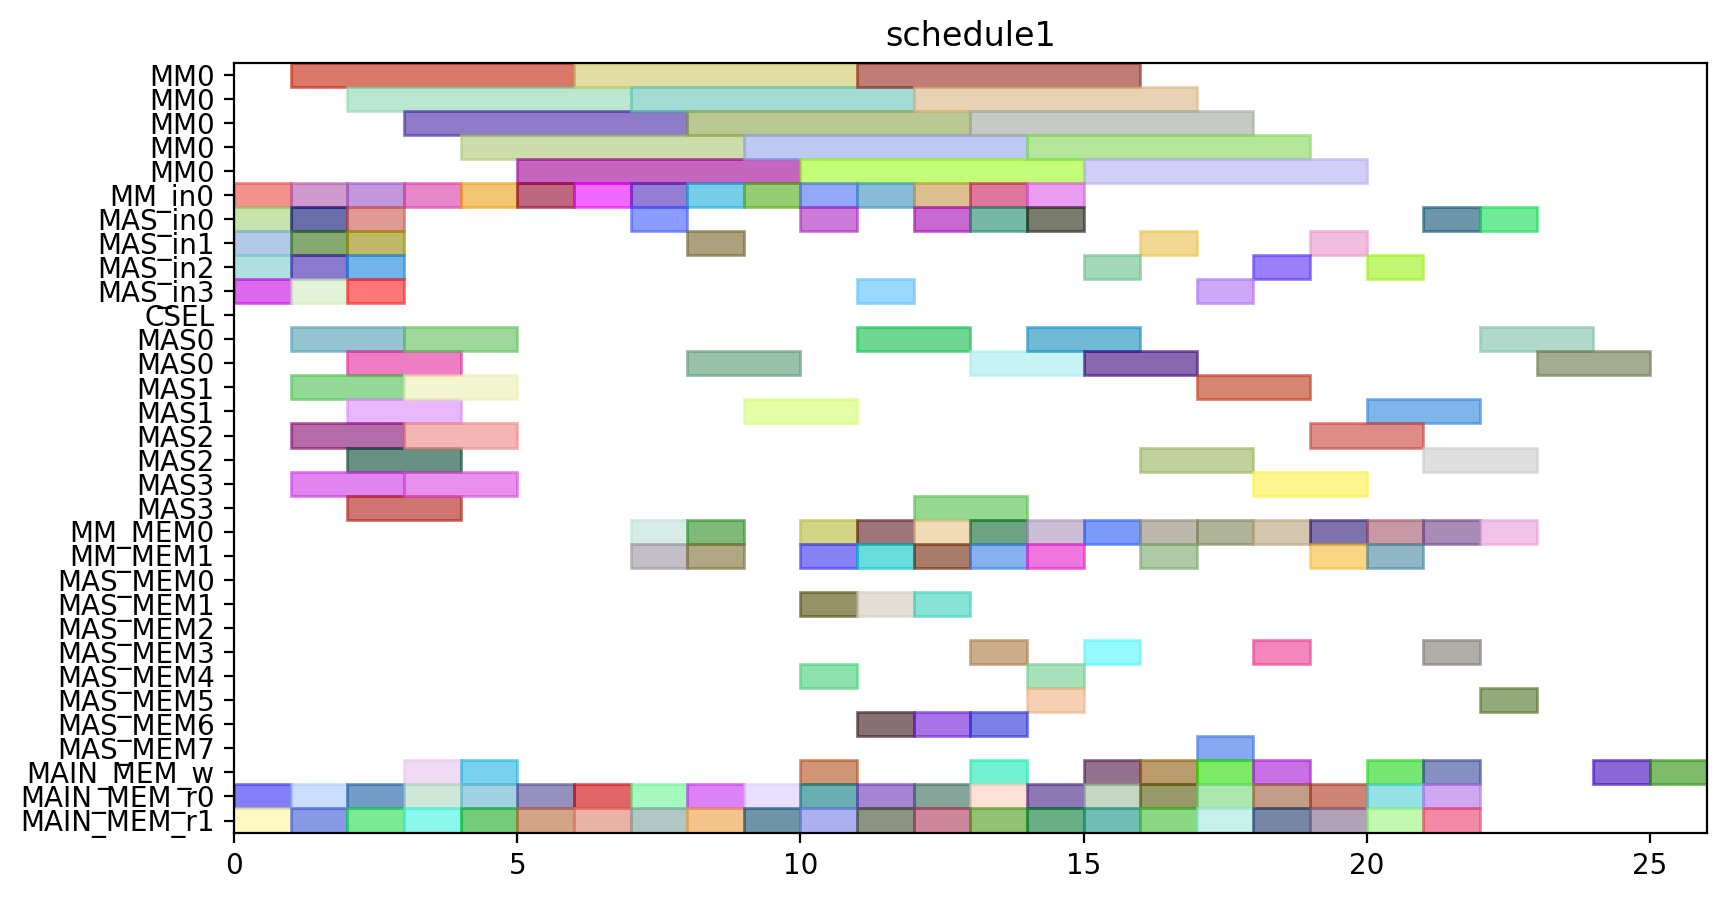 schedule1
MM0
MM0
MM0
MM0
MM0
MM_in0
MAS_in0
MAS_in1
MAS_in2
MAS_in3
CSEL
MAS0
MAS0
MAS1
MAS1
MAS2
MAS2
MAS3
MAS3
MM_MEM0
MM_MEM1
MAS_MEM0
MAS_MEM1
MAS_MEM2
MAS_MEM3
MAS_MEM4
MAS_MEM5
MAS_MEM6
MAS_MEM7
MAIN_MEM_w
MAIN_MEM_r0
MAIN_MEM_r1
0 5 10 15 20 25